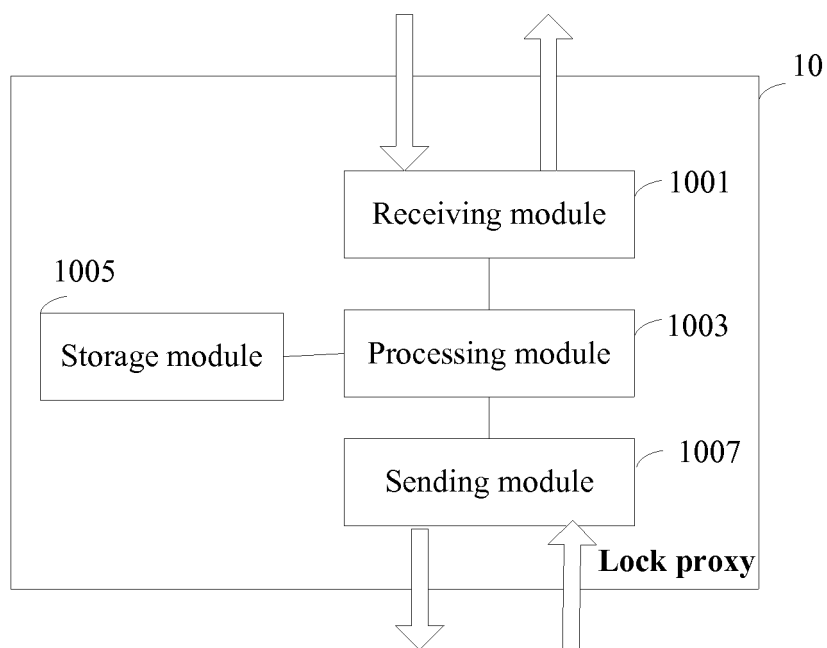 10
1001
Receiving module
1005
1003
Storage module
Processing module
1007
Sending module
Lock proxy